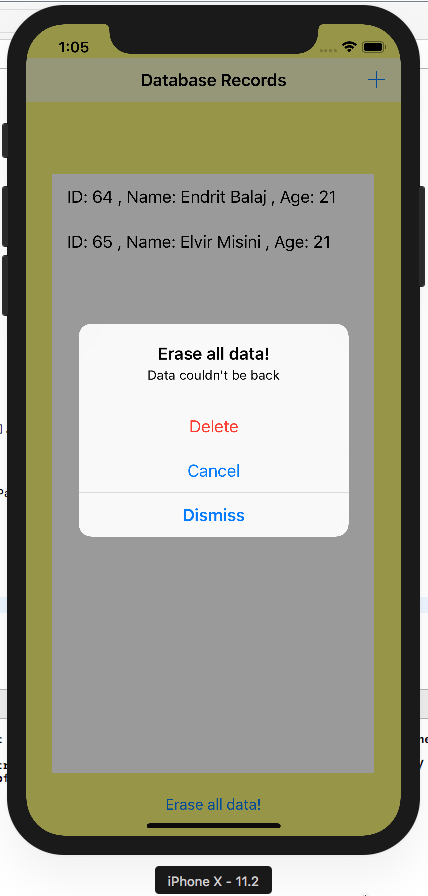 1:05
Database Records
ID: 64 , Name: Endrit Balaj , Age: 21
ID: 65 , Name: Elvir Misini , Age: 21
Erase all data!
Data couldn't be back
Delete
Cancel
Dismiss
Erase all data!
iPhone X - 11.2